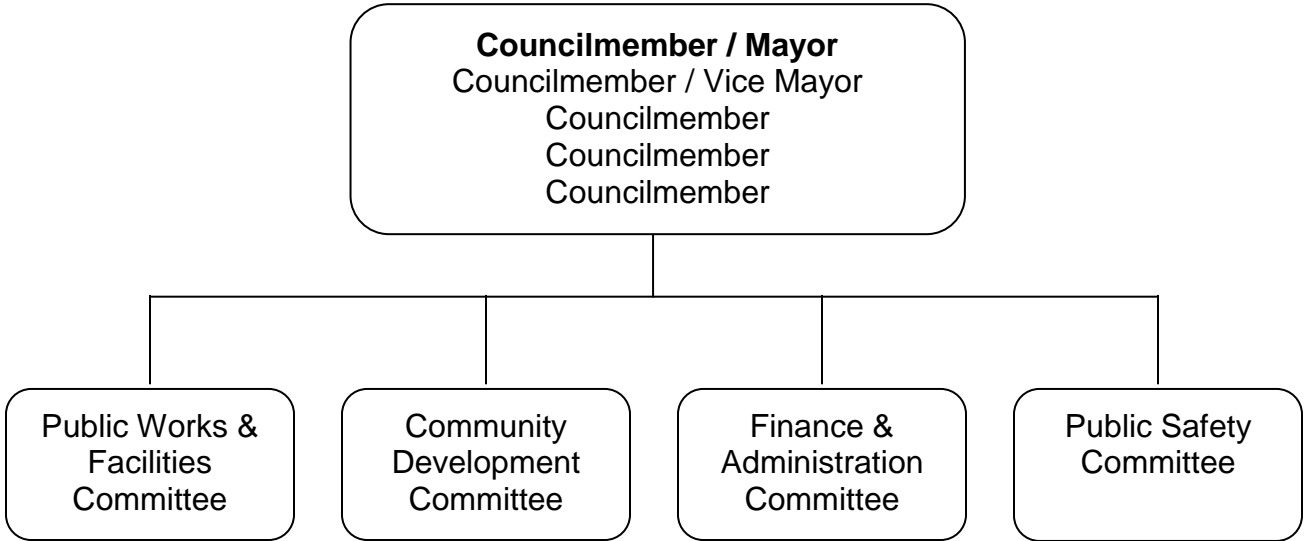 Councilmember / Mayor
Councilmember / Vice Mayor
Councilmember
Councilmember
Councilmember
Public Works &
Facilities
Committee
Community
Development
Committee
Finance &
Administration
Committee
Public Safety
Committee